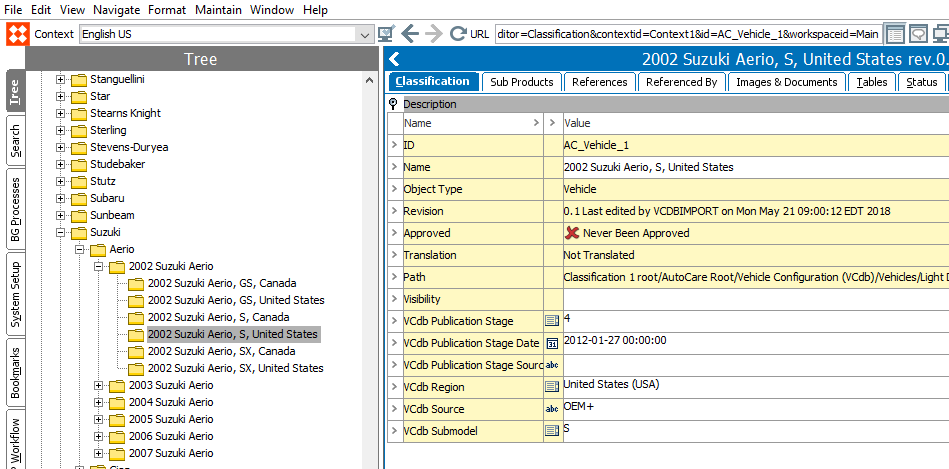 File Edit View Navigate Format Maintain Window Help
Context English US URL ditor=Classification&contextid=Context1&id=AC_Vehicle_1&workspaceid=Main
Tree
Search
BG Processes
System Setup
Bookmarks
Workflow
Tree
Stanguellini
Star
Stearns Knight
Sterling
Stevens-Duryea
Studebaker
Stutz
Subaru
Sunbeam
Suzuki
Aerio
2002 Suzuki Aerio
2002 Suzuki Aerio, GS, Canada
2002 Suzuki Aerio, GS, United States
2002 Suzuki Aerio, S, Canada
2002 Suzuki Aerio, S, United States
2002 Suzuki Aerio, SX, Canada
2002 Suzuki Aerio, SX, United States
2003 Suzuki Aerio
2004 Suzuki Aerio
2005 Suzuki Aerio
2006 Suzuki Aerio
2007 Suzuki Aerio
2002 Suzuki Aerio, S, United States rev.0.
Classification Sub Products References Referenced By Images & Documents Tables Status
Description
Name > > Value
ID AC_Vehicle_1
Name 2002 Suzuki Aerio, S, United States
Object Type Vehicle
Revision 0.1 Last edited by VCDBIMPORT on Mon May 21 09:00:12 EDT 2018
Approved Never Been Approved
Translation Not Translated
Path Classification 1 root/AutoCare Root/Vehicle Configuration (VCdb)/Vehicles/Light D
Visibility
VCdb Publication Stage 4
VCdb Publication Stage Date 31 2012-01-27 00:00:00
VCdb Publication Stage Sourc abc
VCdb Region United States (USA)
VCdb Source abc OEM+
VCdb Submodel S